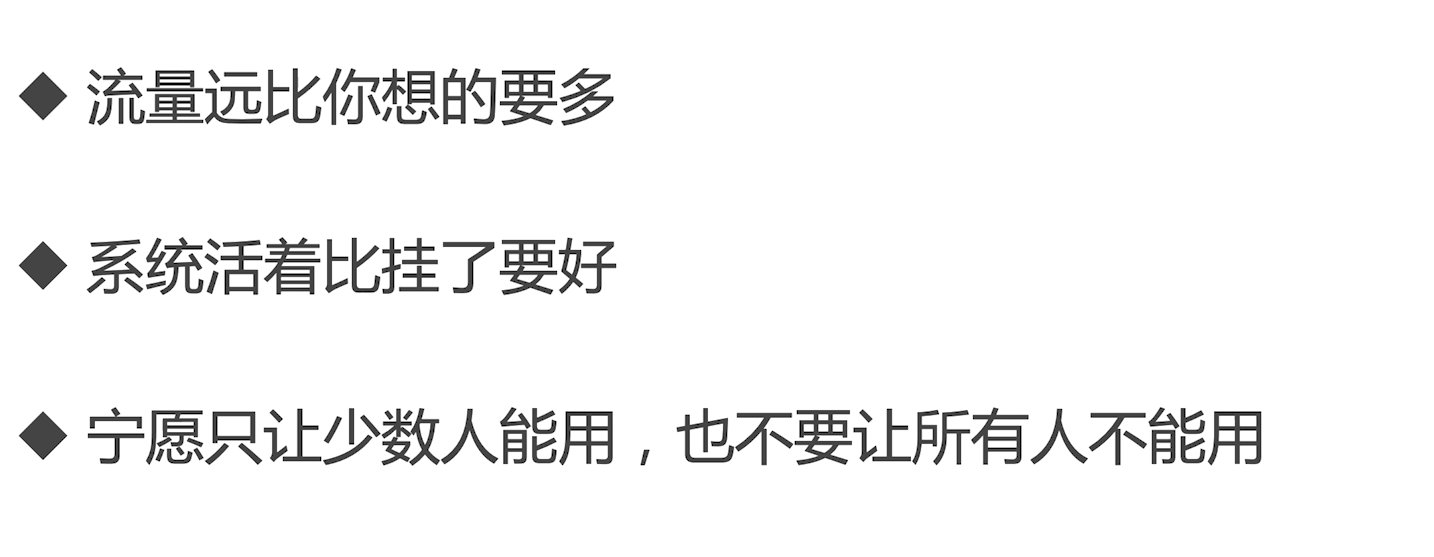 ◆ 流量远比你想的要多
◆ 系统活着比挂了要好
◆ 宁愿只让少数人能用，也不要让所有人不能用